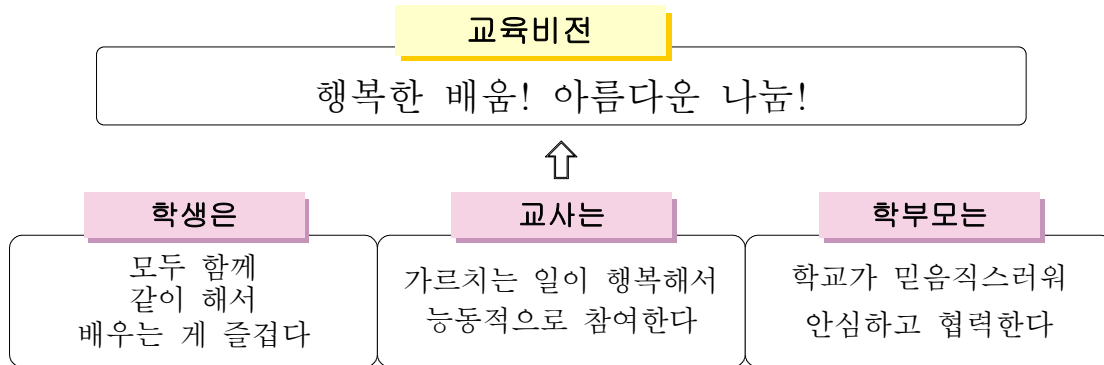 교육비전
행복한 배움! 아름다운 나눔!
학생은
모두 함께
같이 해서
배우는 게 즐겁다
교사는
가르치는 일이 행복해서
능동적으로 참여한다
학부모는
학교가 믿음직스러워
안심하고 협력한다